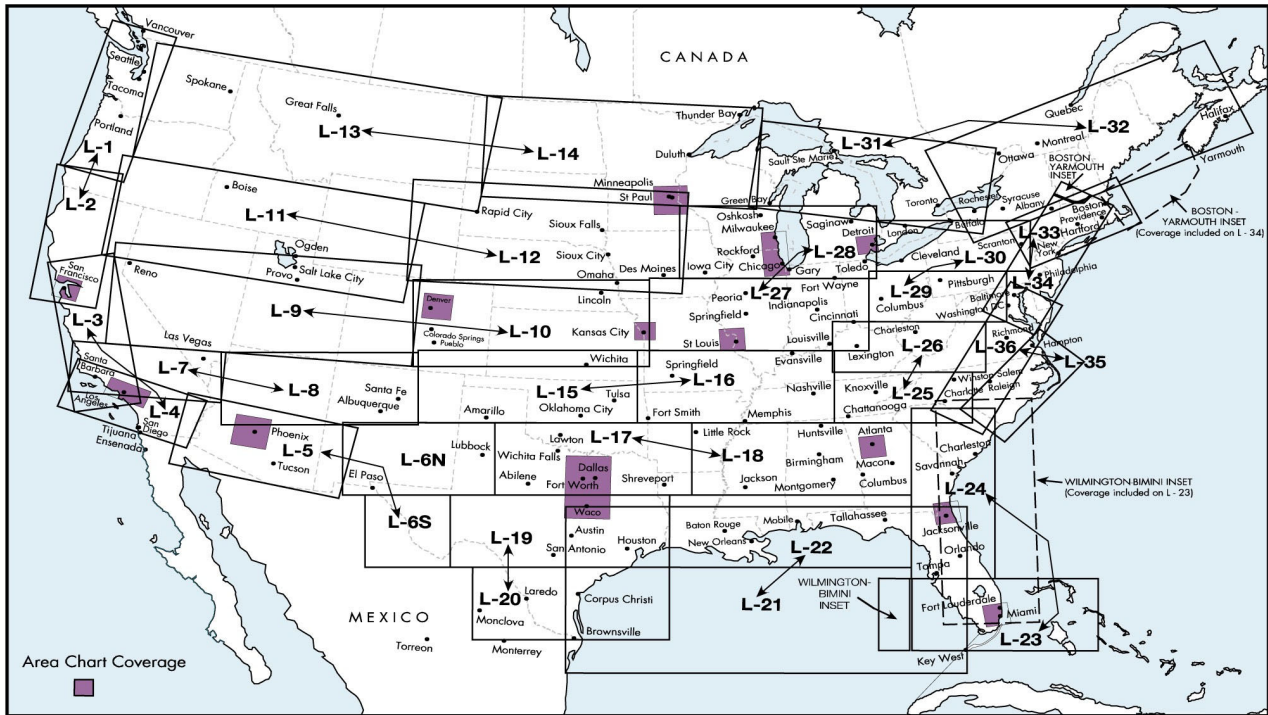 Vancouver
CANADA
Seattle
Tacoma
Spokane
Great Falls
L-13
L-14
Thunder Bay
Duluth
Sault Ste Marie
L-31
L-32
Quebec
Halifax
Montreal
Ottawa
Yarmouth
Portland
L-1
L-2
Boise
L-11
Rapid City
Minneapolis
St Paul
Green Bay
Oshkosh
Milwaukee
Saginaw
Detroit
London
Toronto
Rochester
Buffalo
Syracuse
Albany
BOSTON
YARMOUTH
INSET
Boston
Providence
Hartford
BOSTON -
YARMOUTH INSET
(Coverage included on L - 34)
Sioux Falls
L-12
Sioux City
Omaha
Des Moines
Iowa City
Rockford
Chicago
Gary
L-28
Toledo
Cleveland
L-30
Scranton
L-33
New
York
San
Francisco
Reno
Ogden
Salt Lake City
Provo
Lincoln
Peoria
L-27
Fort Wayne
L-29
Pittsburgh
Columbus
Philadelphia
L-34
Baltimore
Washington DC
L-3
L-9
Denver
Colorado Springs
Pueblo
L-10
Kansas City
Springfield
Indianapolis
Cincinnati
St Louis
Louisville
Charleston
Lexington
L-26
Richmond
Hampton
L-36
L-35
Las Vegas
Santa
Barbara
L-7
L-8
Los
Angeles
L-4
San
Diego
Tijuana
Ensenada
Santa Fe
Albuquerque
Wichita
L-15
Tulsa
Oklahoma City
Amarillo
Springfield
L-16
Evansville
Nashville
Knoxville
L-25
Winston Salem
Charlotte
Raleigh
Chattanooga
Fort Smith
Memphis
Phoenix
L-5
Tucson
El Paso
L-6N
Lubbock
Lawton
Wichita Falls
Abilene
L-17
Dallas
Fort Worth
Waco
Shreveport
Little Rock
L-18
Jackson
Huntsville
Birmingham
Montgomery
Atlanta
Macon
Columbus
Charleston
Savannah
L-24
WILMINGTON-BIMINI INSET
(Coverage included on L - 23)
L-6S
L-19
Austin
San Antonio
Houston
Baton Rouge
New Orleans
Mobile
Tallahassee
L-22
Jacksonville
Orlando
Tampa
L-20
Laredo
Monclova
Corpus Christi
L-21
WILMINGTON-
BIMINI
INSET
Fort Lauderdale
Miami
L-23
Key West
MEXICO
Torreon
Monterrey
Brownsville
Area Chart Coverage